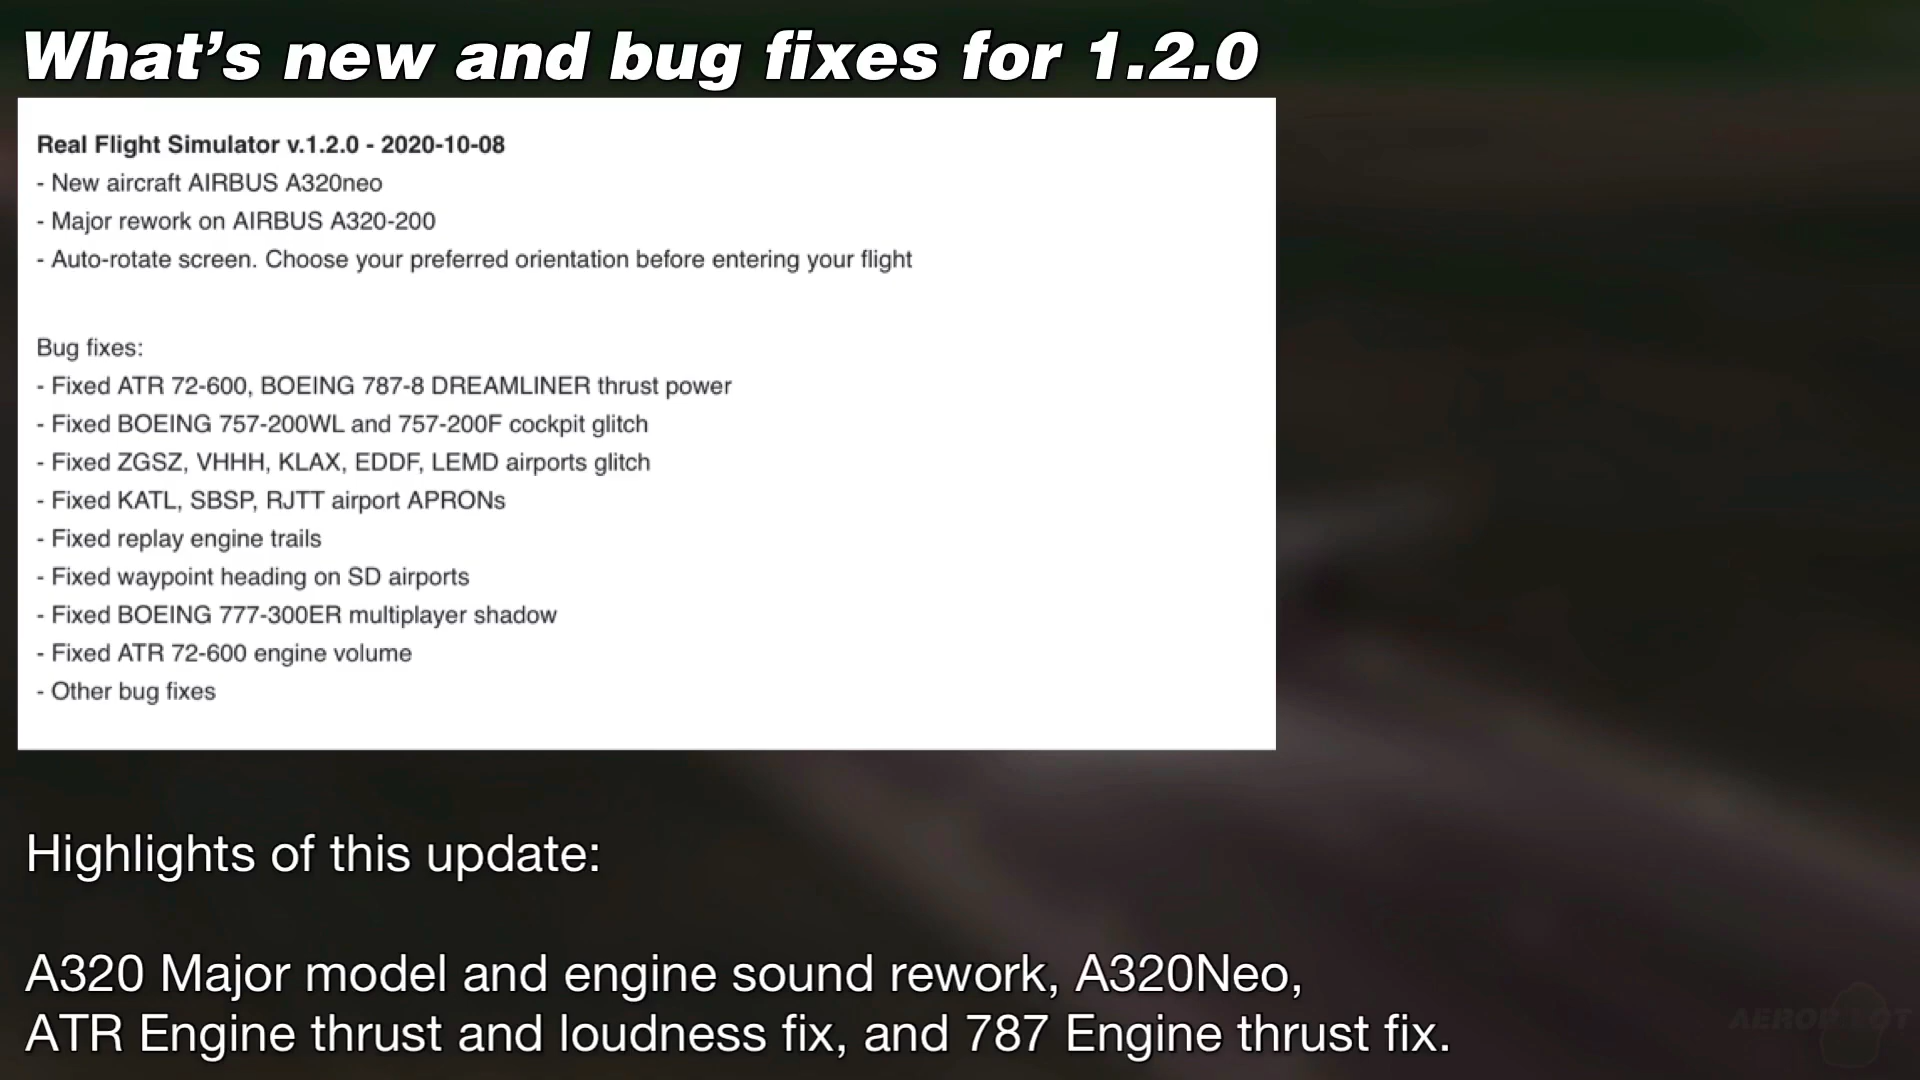 What's new and bug fixes for 1.2.0
Real Flight Simulator v.1.2.0 - 2020-10-08
- New aircraft AIRBUS A320neo
- Major rework on AIRBUS A320-200
- Auto-rotate screen. Choose your preferred orientation before entering your flight
Bug fixes:
- Fixed ATR 72-600, BOEING 787-8 DREAMLINER thrust power
- Fixed BOEING 757-200WL and 757-200F cockpit glitch
- Fixed ZGSZ, VHHH, KLAX, EDDF, LEMD airports glitch
- Fixed KATL, SBSP, RJTT airport APRONs
- Fixed replay engine trails
- Fixed waypoint heading on SD airports
- Fixed BOEING 777-300ER multiplayer shadow
- Fixed ATR 72-600 engine volume
- Other bug fixes
Highlights of this update:
A320 Major model and engine sound rework, A320Neo,
ATR Engine thrust and loudness fix, and 787 Engine thrust fix.